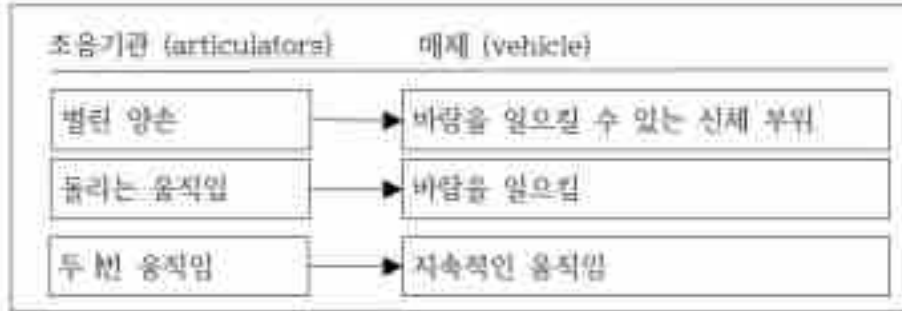 조음기관 (articulators) 매체 (vehicle)
벌린 양손 바람을 일으킬 수 있는 신체 부위
돌리는 움직임 바람을 일으킴
두 번 움직임 지속적인 움직임